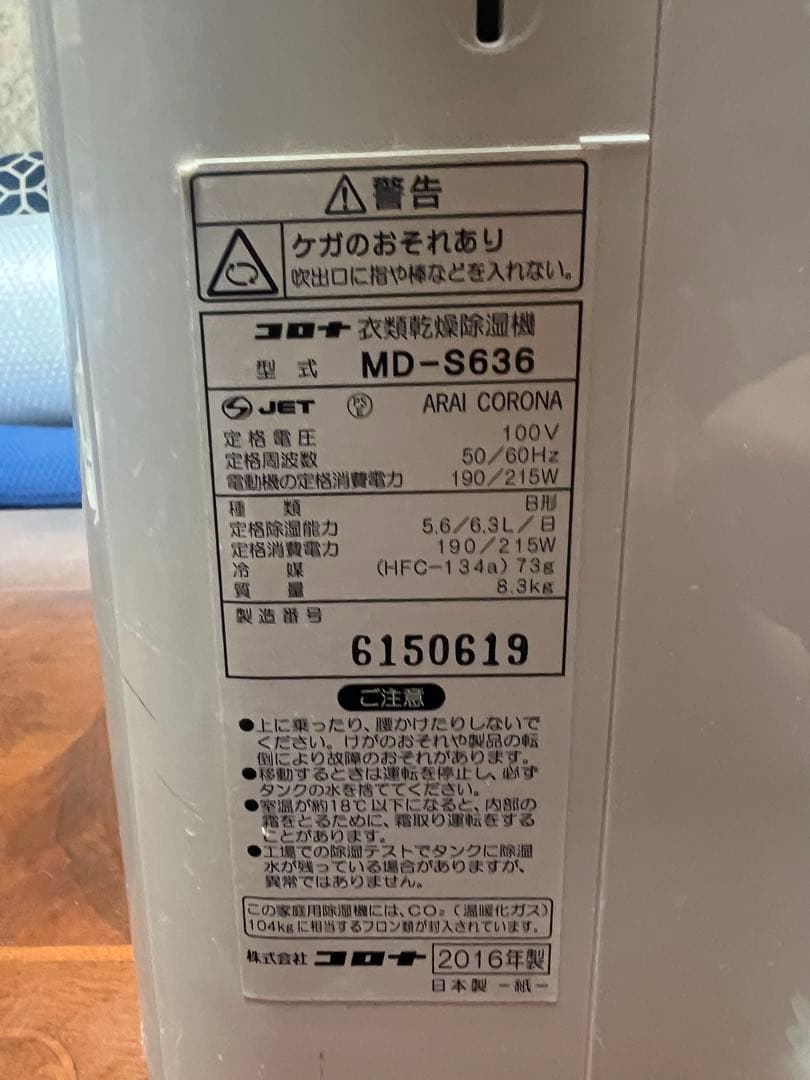 警告
ケガのおそれあり
吹出口に指や棒などを入れない。
コロナ 衣類乾燥除湿機
型式 MD-S636
JET PSE ARAI CORONA
定格電圧 100V
定格周波数 50/60Hz
電動機の定格消費電力 190/215W
種類 B形
定格除湿能力 5.6/6.3L/日
定格消費電力 190/215W
冷媒 (HFC-134a) 73g
質量 8.3kg
製造番号
6150619
ご注意
●上に乗ったり、腰かけたりしないで
ください。けがのおそれや製品の転
倒により故障のおそれがあります。
●移動するときは運転を停止し、必ず
タンクの水を捨ててください。
●室温が約18℃以下になると、内部の
霜をとるために、霜取り運転をする
ことがあります。
●工場での除湿テストでタンクに除湿
水が残っている場合がありますが、
異常ではありません。
この家庭用除湿機には、CO₂(温暖化ガス)
104kgに相当するフロン類が封入されています。
株式会社 コロナ 2016年製
日本製 -紙-